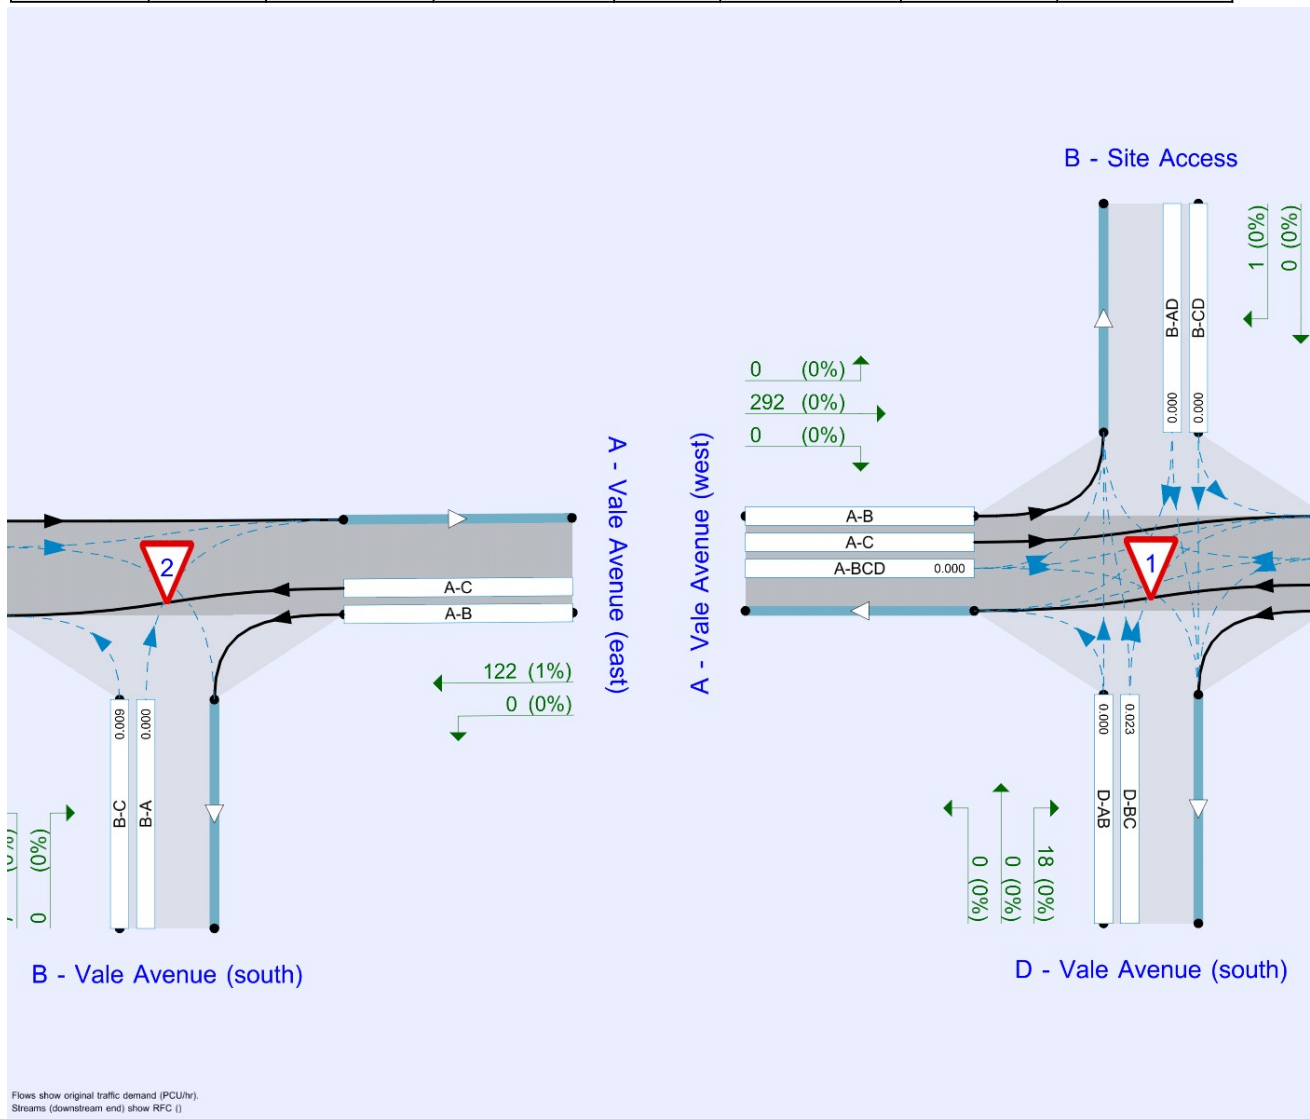 B - Site Access
1 (0%)
0 (0%)
B-AD
B-CD
0.000
0.000
0 (0%)
292 (0%)
0 (0%)
A - Vale Avenue (east)
A - Vale Avenue (west)
A-B
A-C
A-BCD 0.000
1
2
A-C
A-B
122 (1%)
0 (0%)
0.009
0.000
B-C
B-A
0 (0%)
0.000
0.023
D-AB
D-BC
0 (0%)
0 (0%)
18 (0%)
B - Vale Avenue (south)
D - Vale Avenue (south)
Flows show original traffic demand (PCU/hr).
Streams (downstream end) show RFC ()